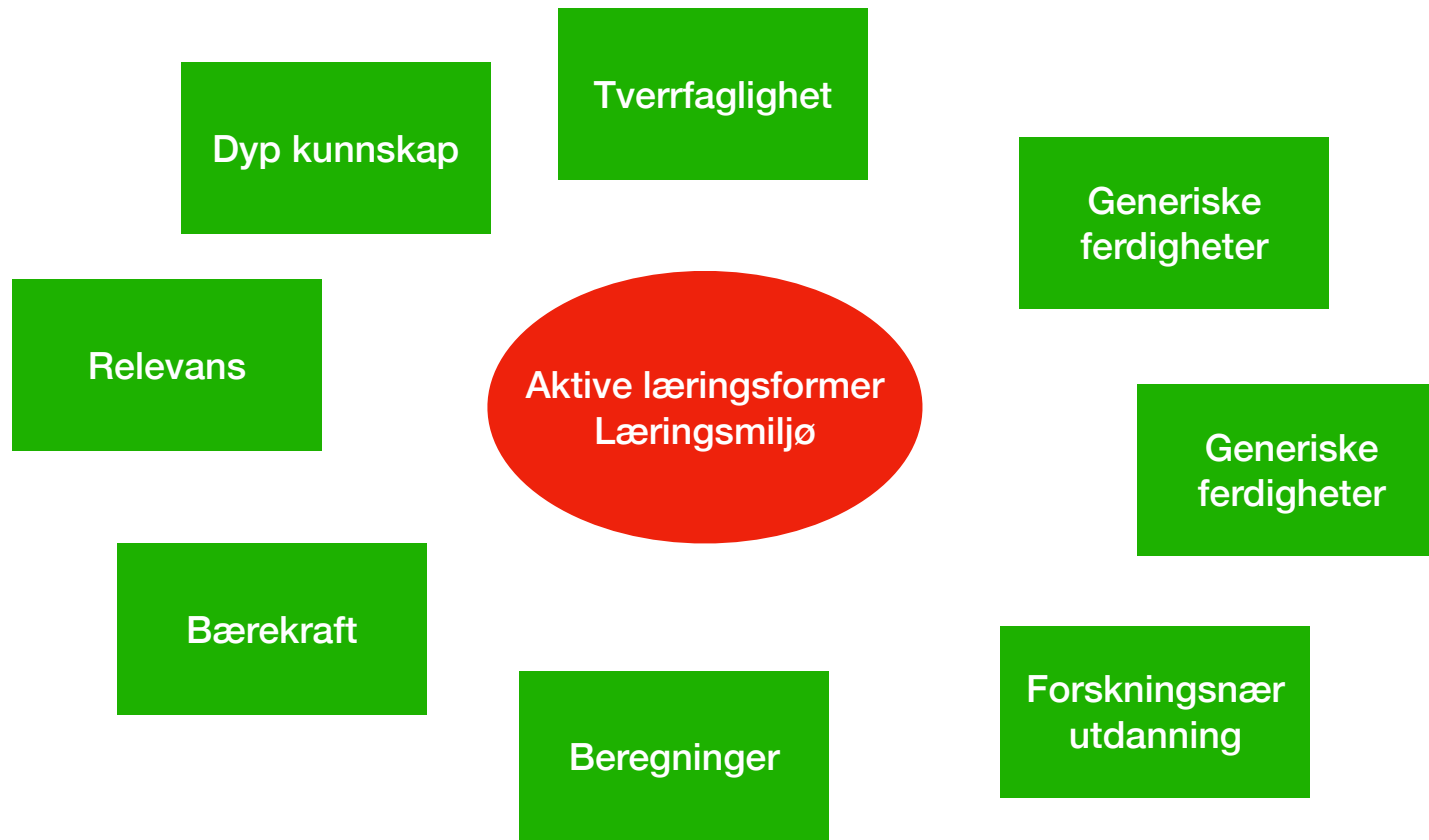 Tverrfaglighet
Dyp kunnskap
Generiske
ferdigheter
Relevans
Aktive læringsformer
Læringsmiljø
Generiske
ferdigheter
Bærekraft
Forskningsnær
utdanning
Beregninger